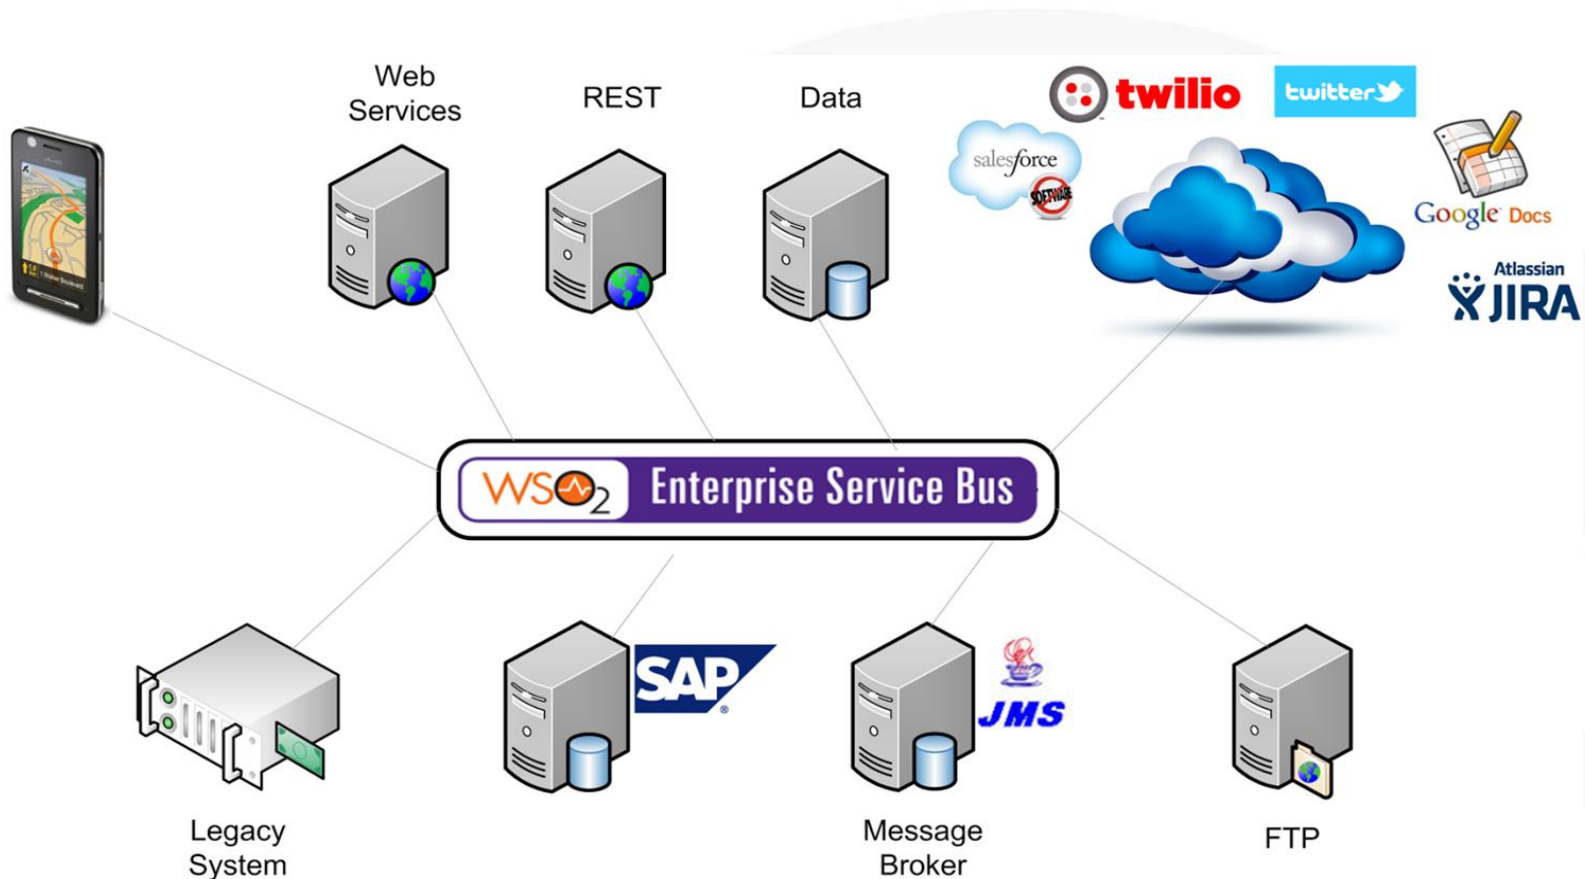 Web
Services
REST
Data
twilio
twitter
salesforce
SOFTWARE
Google Docs
Atlassian
JIRA
WSO2 Enterprise Service Bus
SAP
®
JMS
Legacy
System
Message
Broker
FTP